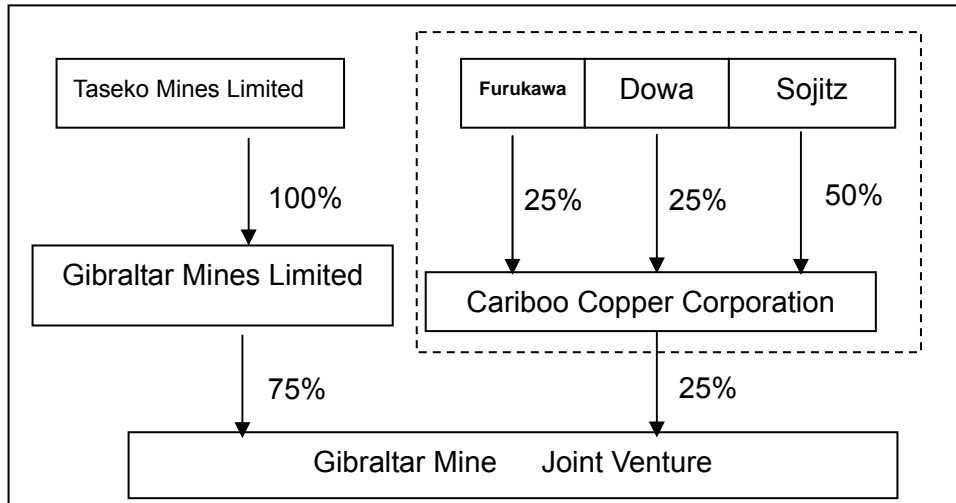 Taseko Mines Limited
Furukawa
Dowa
Sojitz
100%
25%
25%
50%
Gibraltar Mines Limited
Cariboo Copper Corporation
75%
25%
Gibraltar Mine Joint Venture